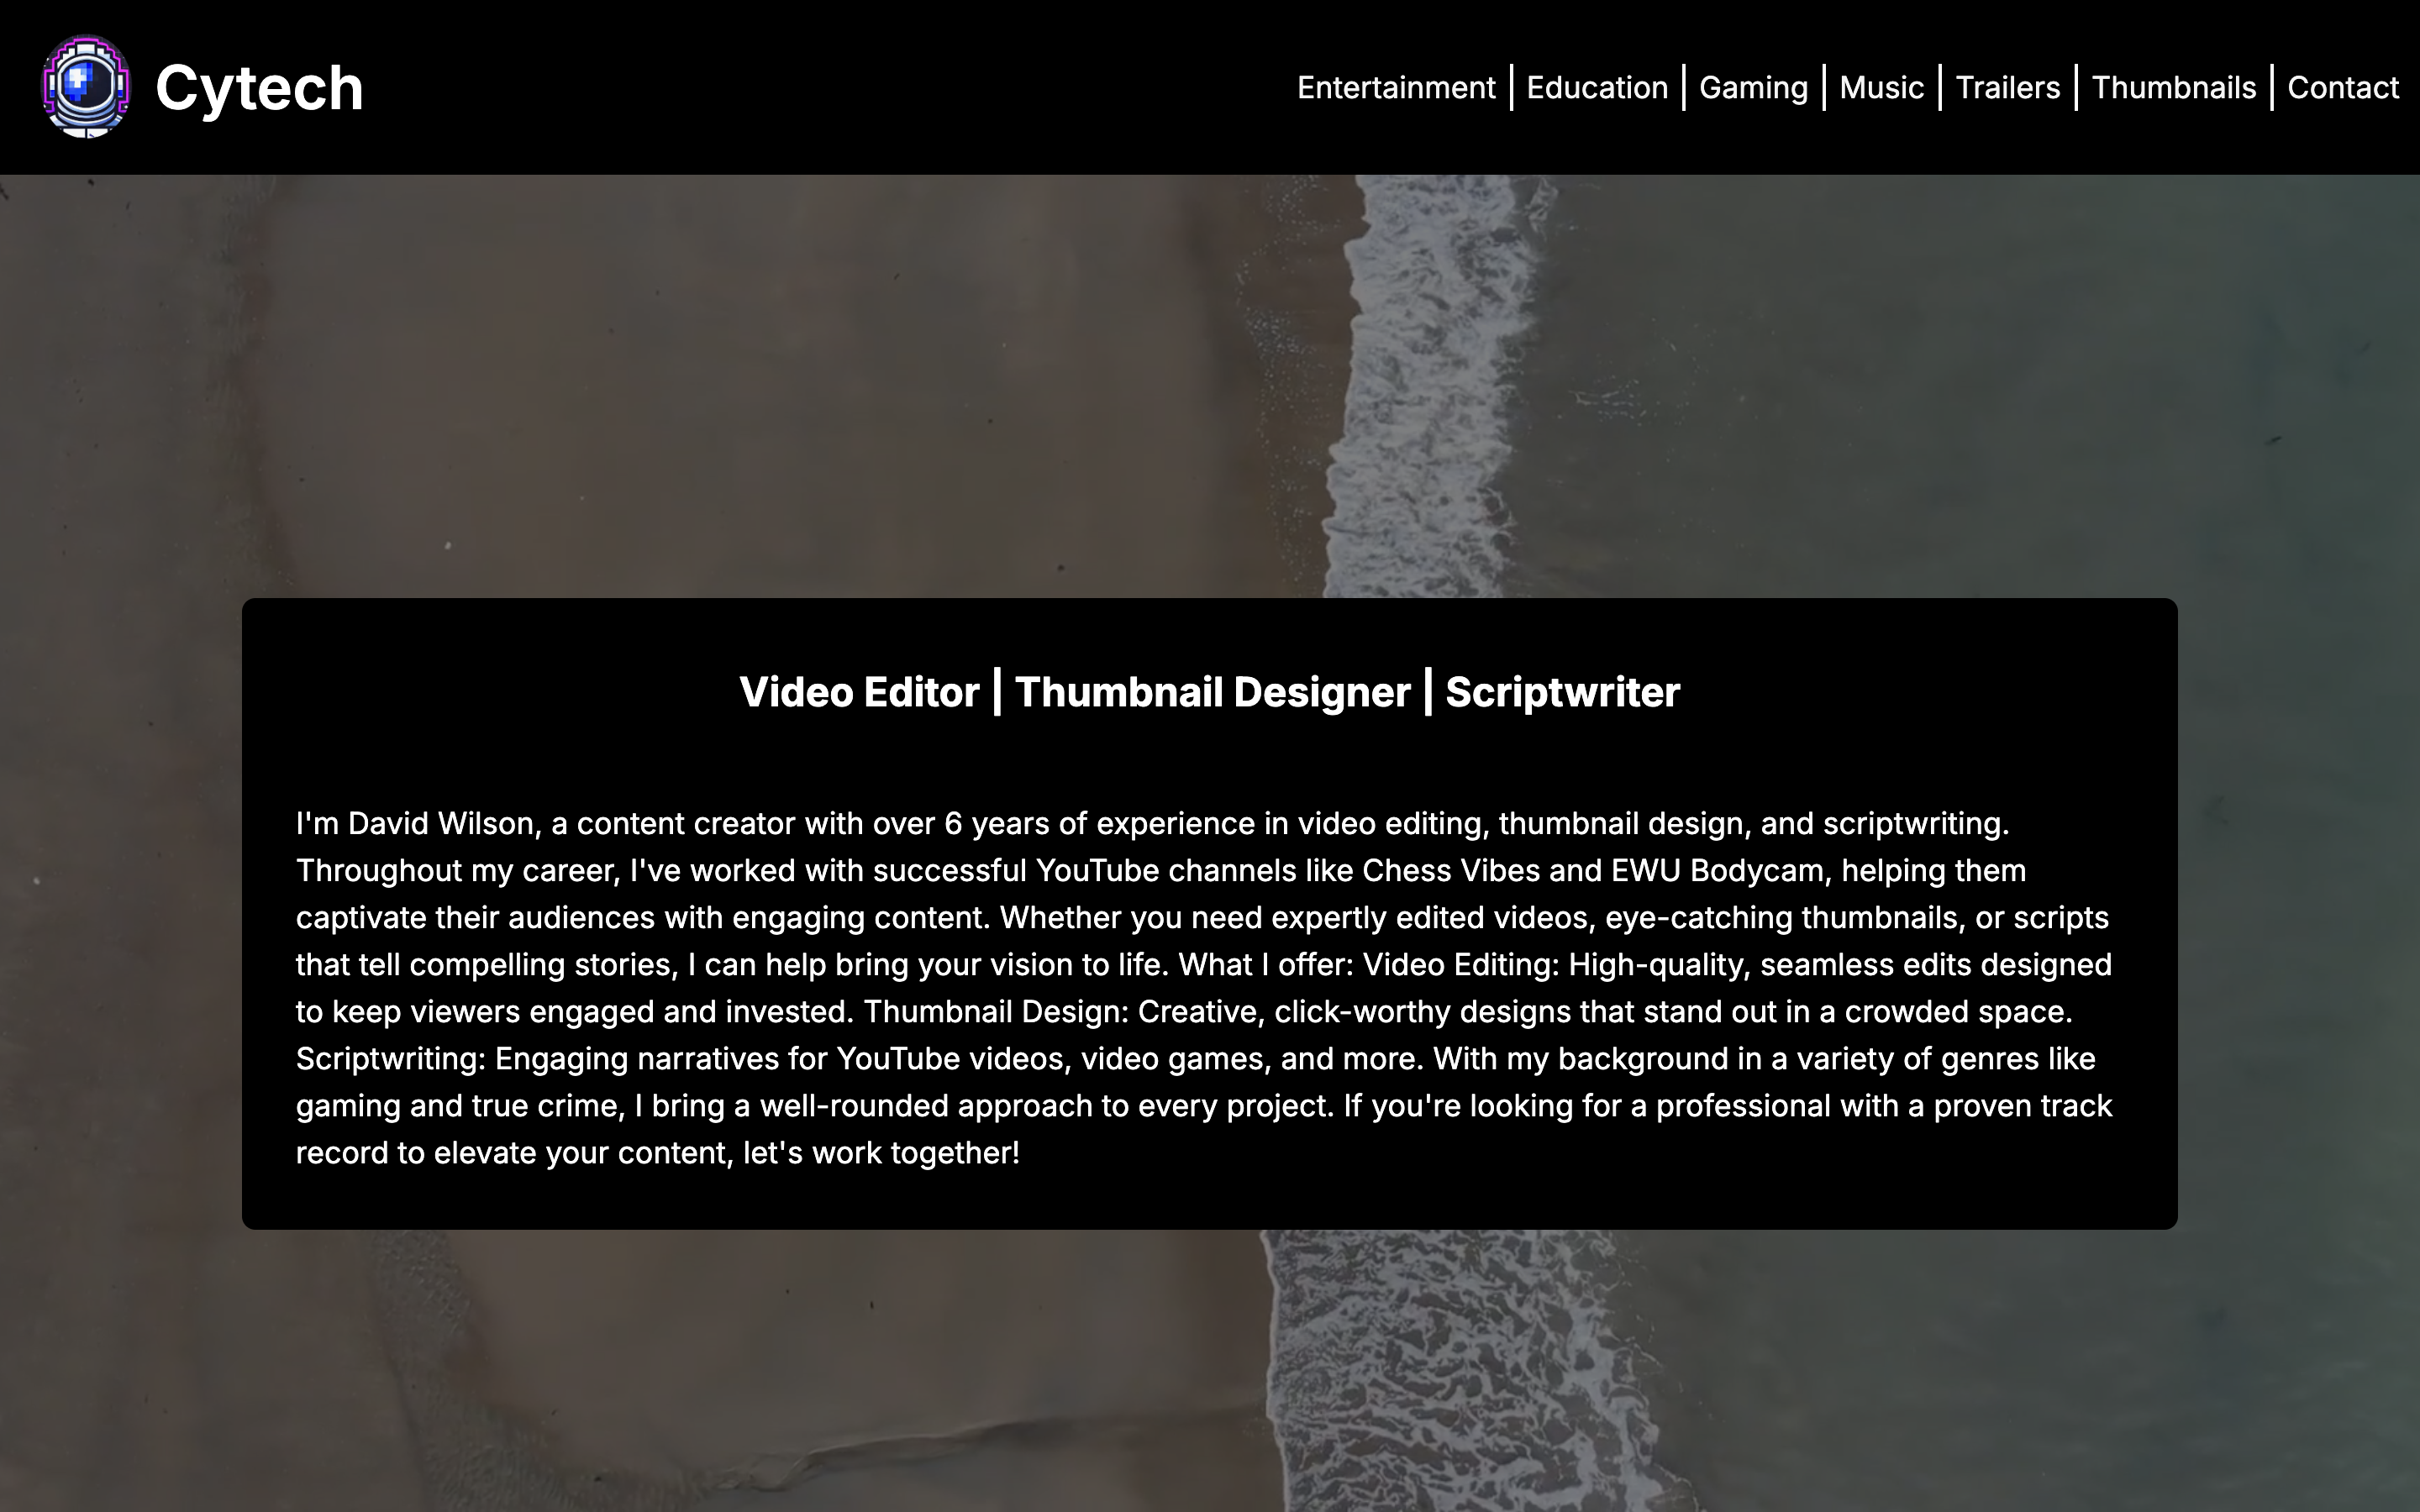 Cytech
Entertainment | Education | Gaming | Music | Trailers | Thumbnails | Contact
Video Editor | Thumbnail Designer | Scriptwriter
I'm David Wilson, a content creator with over 6 years of experience in video editing, thumbnail design, and scriptwriting.
Throughout my career, I've worked with successful YouTube channels like Chess Vibes and EWU Bodycam, helping them
captivate their audiences with engaging content. Whether you need expertly edited videos, eye-catching thumbnails, or scripts
that tell compelling stories, I can help bring your vision to life. What I offer: Video Editing: High-quality, seamless edits designed
to keep viewers engaged and invested. Thumbnail Design: Creative, click-worthy designs that stand out in a crowded space.
Scriptwriting: Engaging narratives for YouTube videos, video games, and more. With my background in a variety of genres like
gaming and true crime, I bring a well-rounded approach to every project. If you're looking for a professional with a proven track
record to elevate your content, let's work together!